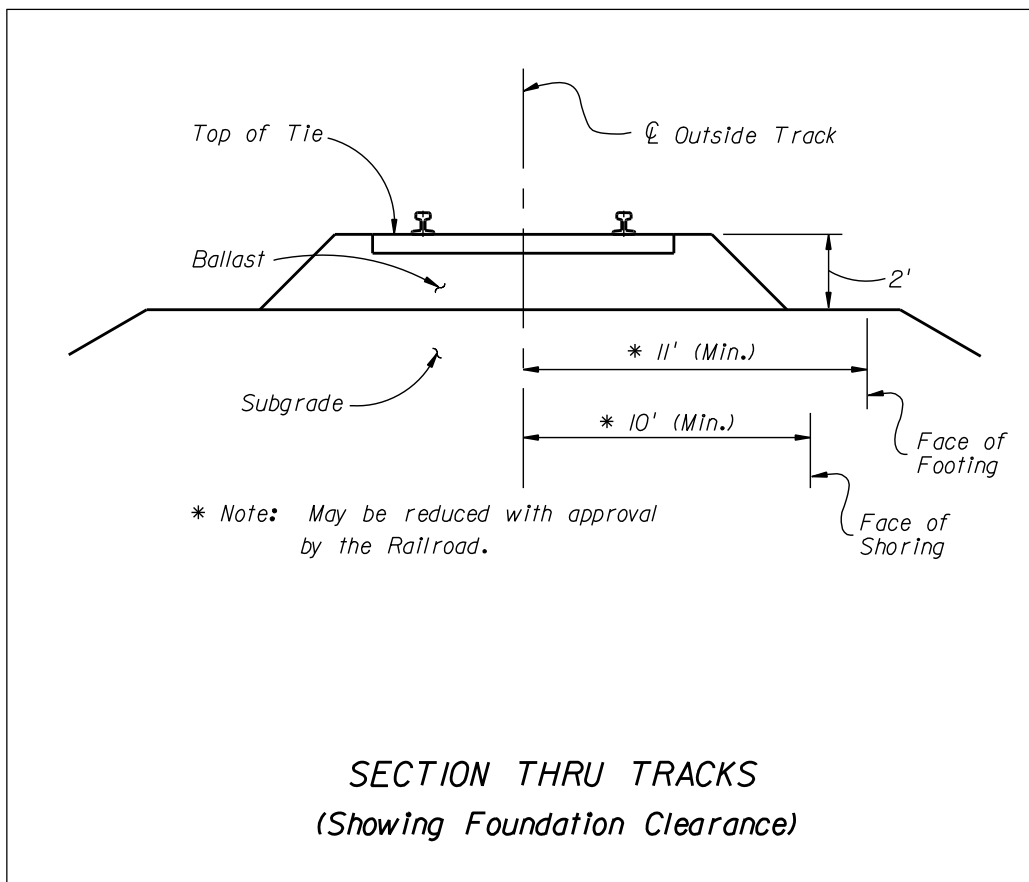 ℄ Outside Track
Top of Tie
Ballast
2'
* 11' (Min.)
Subgrade
* 10' (Min.)
Face of
Footing
* Note: May be reduced with approval
by the Railroad.
Face of
Shoring
SECTION THRU TRACKS
(Showing Foundation Clearance)